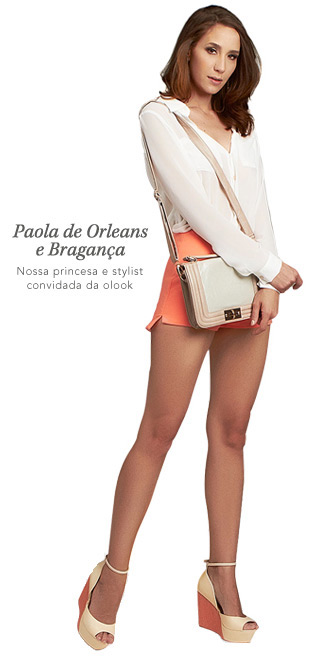 Paola de Orleans
e Bragança
Nossa princesa e stylist
convidada da olook